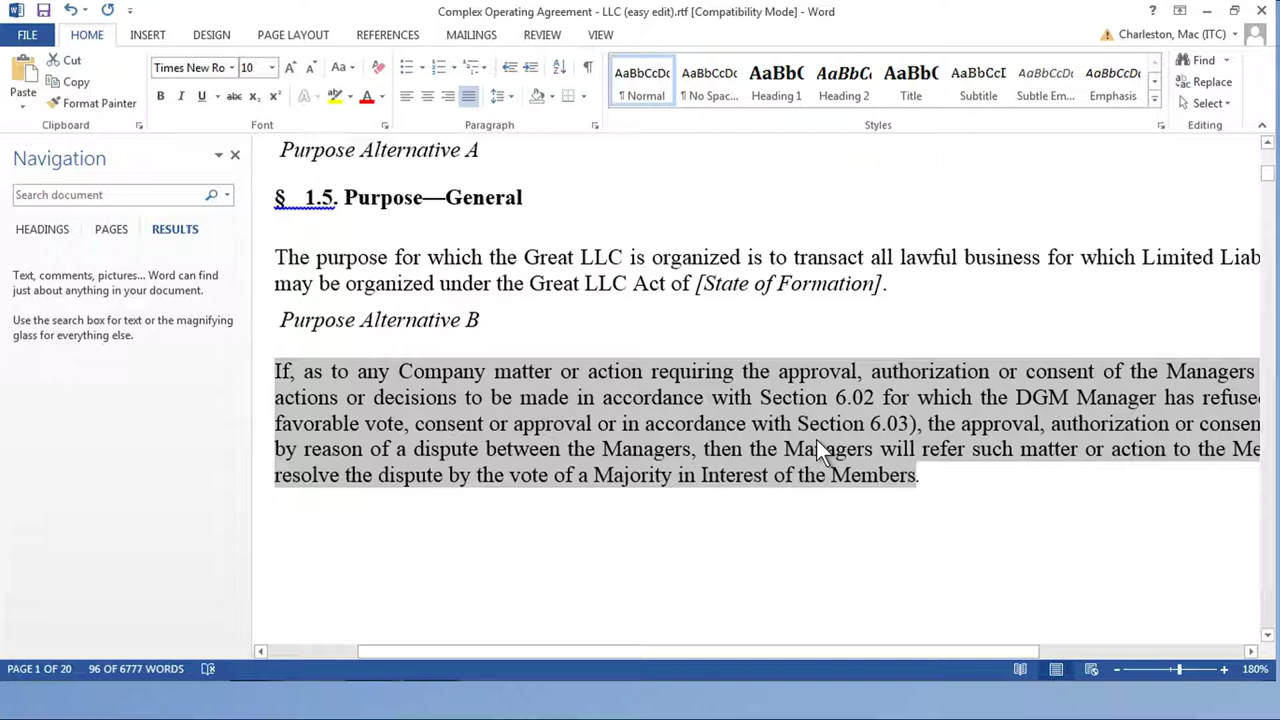 Complex Operating Agreement - LLC (easy edit).rtf [Compatibility Mode] - Word
FILE HOME INSERT DESIGN PAGE LAYOUT REFERENCES MAILINGS REVIEW VIEW Charleston, Mac (ITC)
Paste Cut Copy Format Painter
Times New Ro 10
AaBbCcDc AaBbCcDc AaBb( AaBbCc AaBb( AaBbCcD AaBbCcDc AaBbCcDc
¶ Normal ¶ No Spac... Heading 1 Heading 2 Title Subtitle Subtle Em... Emphasis
Find Replace Select
Clipboard Font Paragraph Styles Editing
Navigation
Search document
HEADINGS PAGES RESULTS
Text, comments, pictures... Word can find
just about anything in your document.
Use the search box for text or the magnifying
glass for everything else.
Purpose Alternative A
§ 1.5. Purpose—General
The purpose for which the Great LLC is organized is to transact all lawful business for which Limited Liab
may be organized under the Great LLC Act of [State of Formation].
Purpose Alternative B
If, as to any Company matter or action requiring the approval, authorization or consent of the Managers
actions or decisions to be made in accordance with Section 6.02 for which the DGM Manager has refuse
favorable vote, consent or approval or in accordance with Section 6.03), the approval, authorization or consen
by reason of a dispute between the Managers, then the Managers will refer such matter or action to the Me
resolve the dispute by the vote of a Majority in Interest of the Members.
PAGE 1 OF 20 96 OF 6777 WORDS 180%